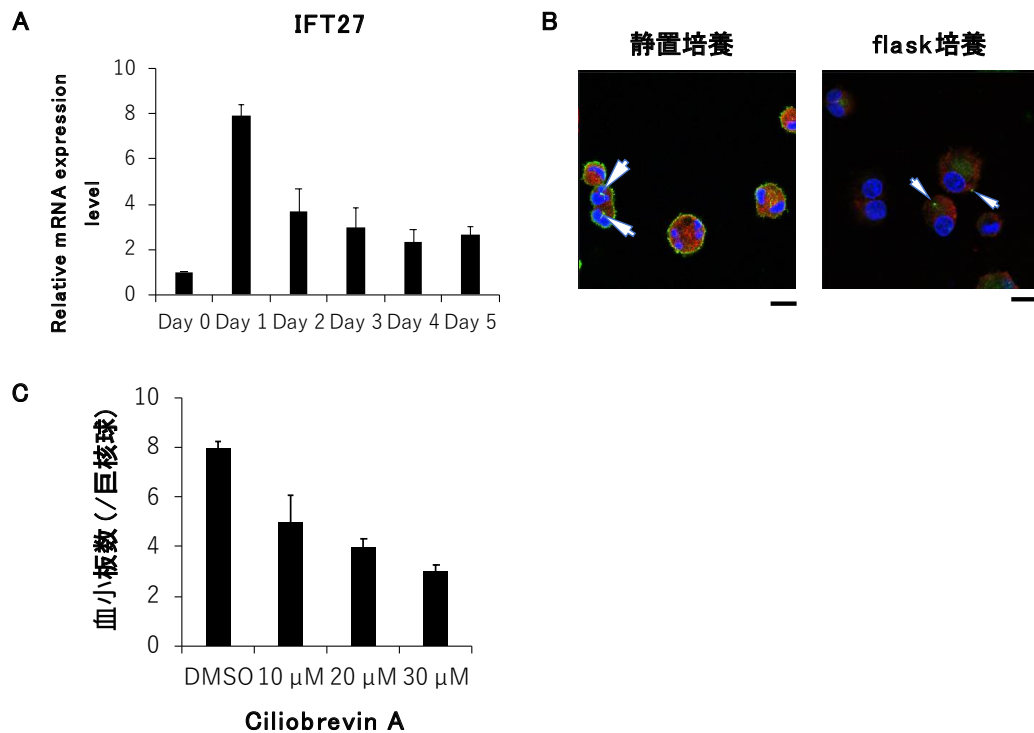 A
IFT27
Relative mRNA expression
level
10
8
6
4
2
0
Day 0 Day 1 Day 2 Day 3 Day 4 Day 5
B
静置培養
flask培養
C
血小板数(/巨核球)
10
8
6
4
2
0
DMSO 10 μM 20 μM 30 μM
Ciliobrevin A